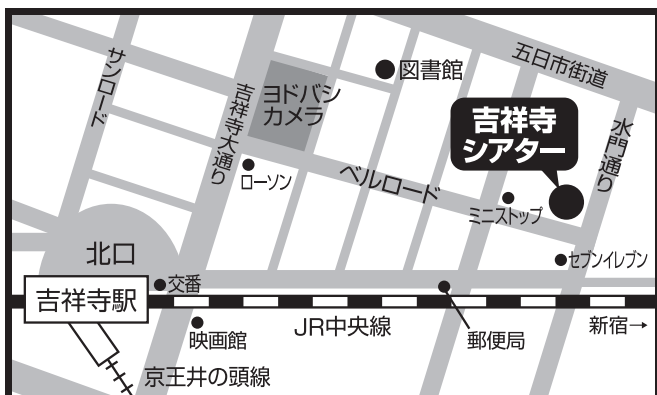 五日市街道
サンロード
図書館
吉祥寺大通り
ヨドバシ
カメラ
吉祥寺
シアター
水門通り
ローソン
ベルロード
ミニストップ
北口
セブンイレブン
交番
吉祥寺駅
映画館
JR中央線
郵便局
新宿→
京王井の頭線